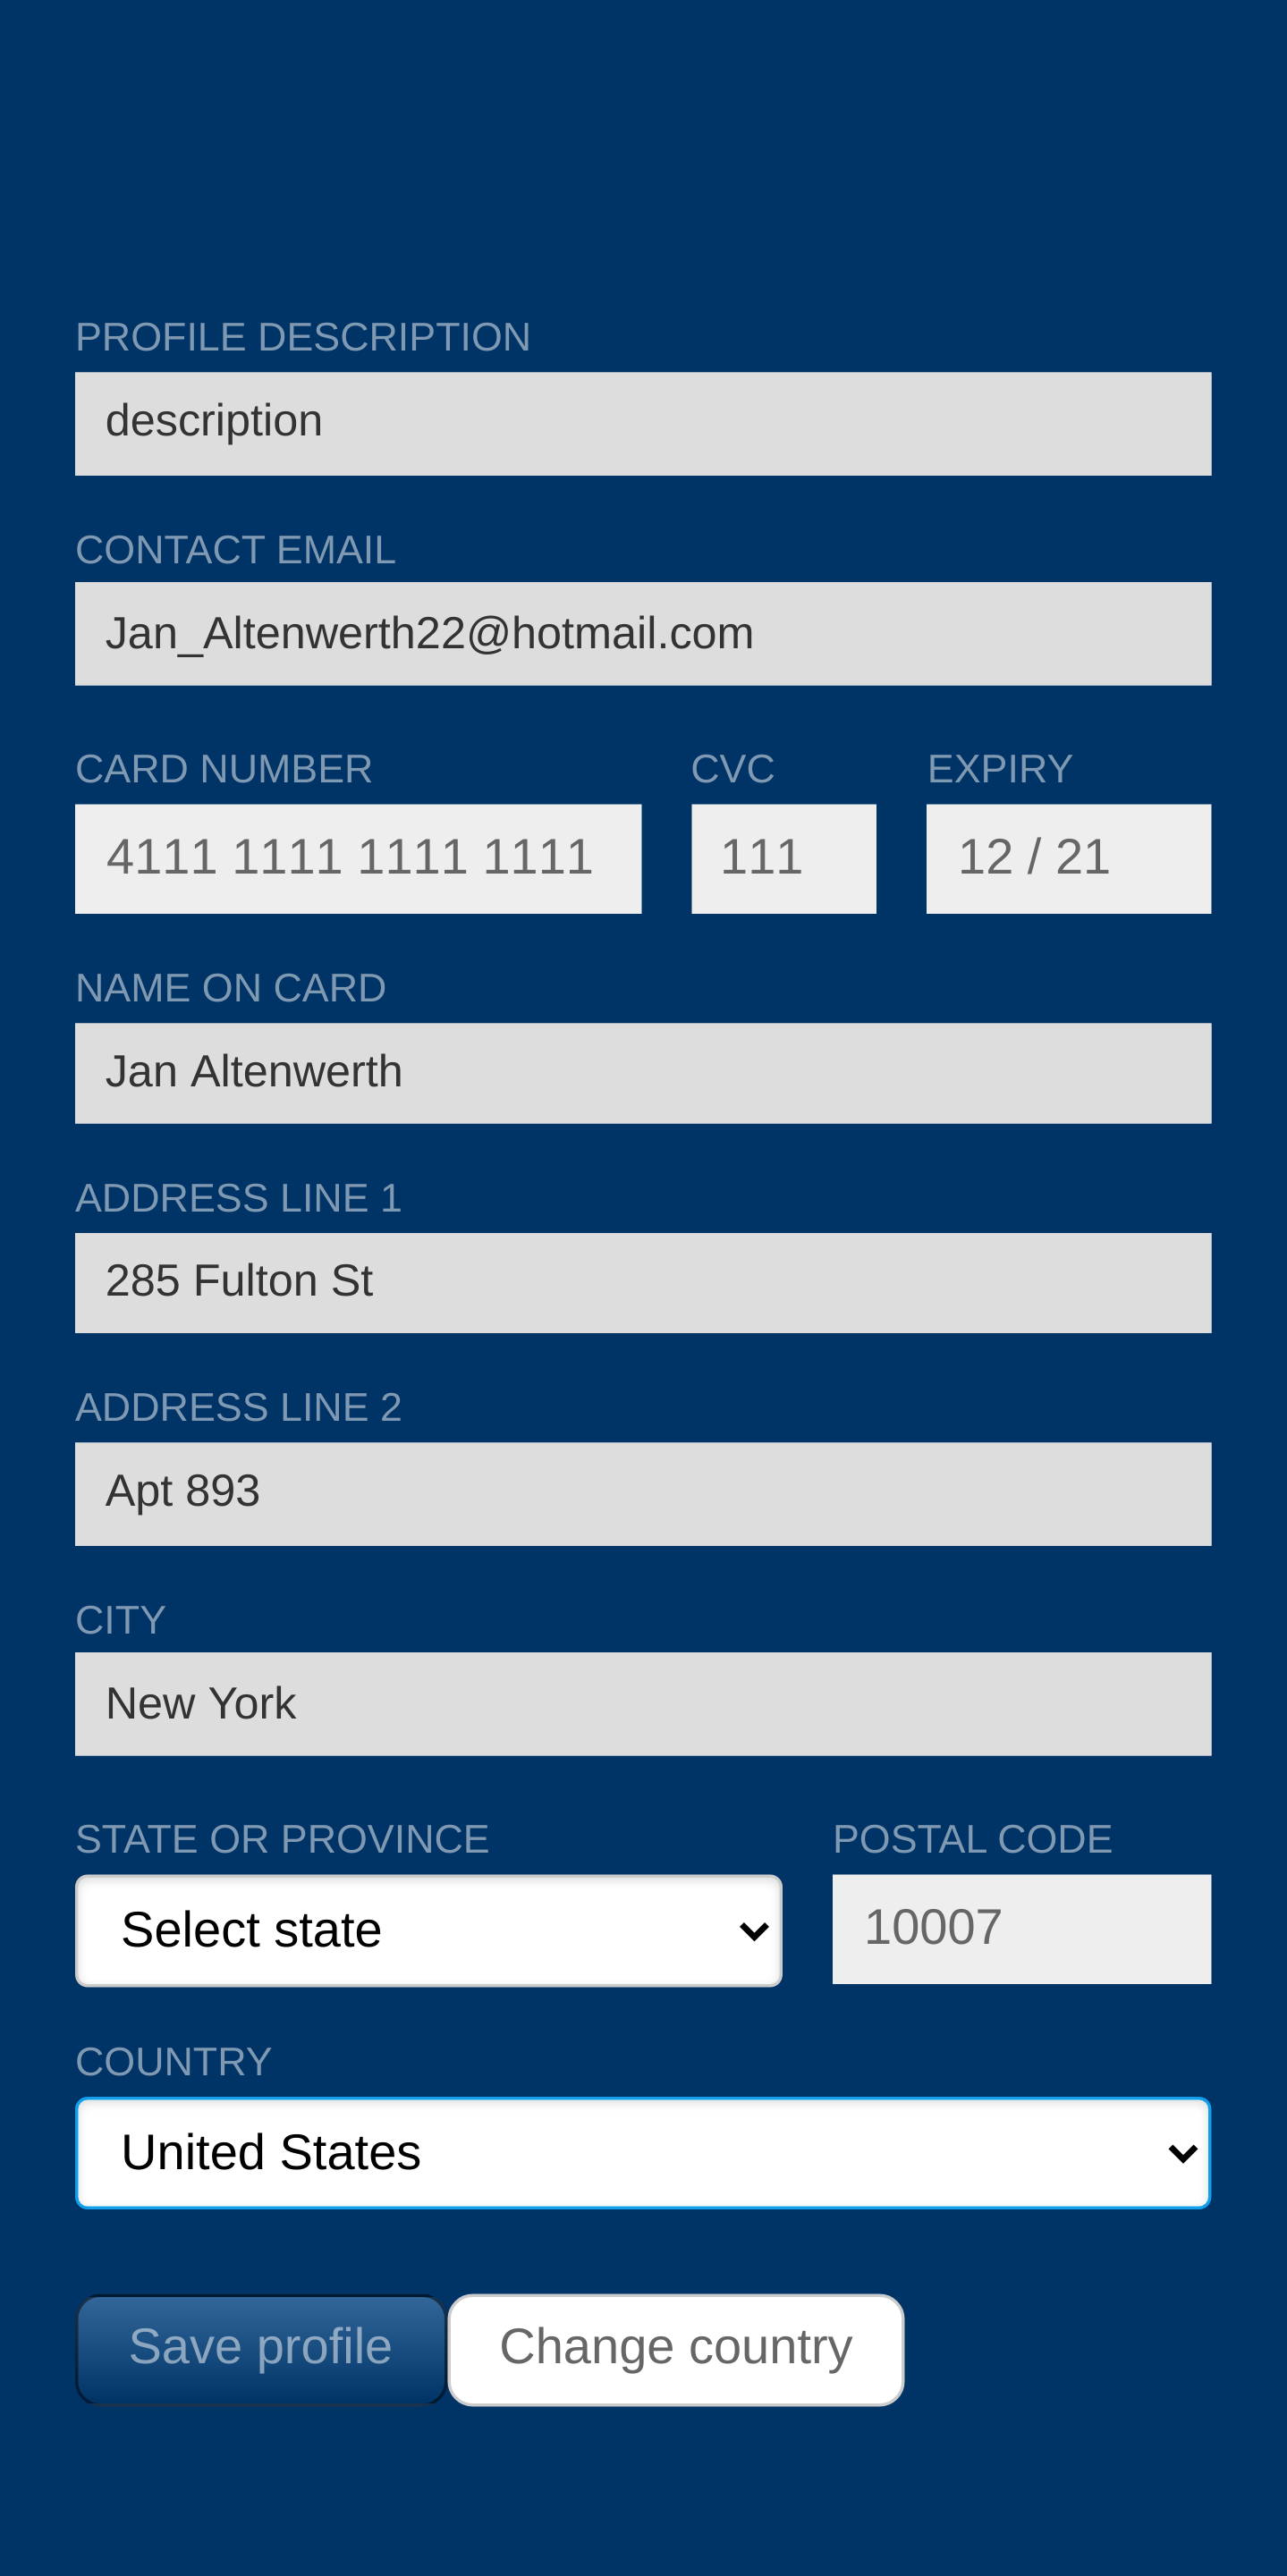 PROFILE DESCRIPTION
description
CONTACT EMAIL
Jan_Altenwerth22@hotmail.com
CARD NUMBER CVC EXPIRY
4111 1111 1111 1111 111 12 / 21
NAME ON CARD
Jan Altenwerth
ADDRESS LINE 1
285 Fulton St
ADDRESS LINE 2
Apt 893
CITY
New York
STATE OR PROVINCE POSTAL CODE
Select state 10007
COUNTRY
United States
Save profile Change country